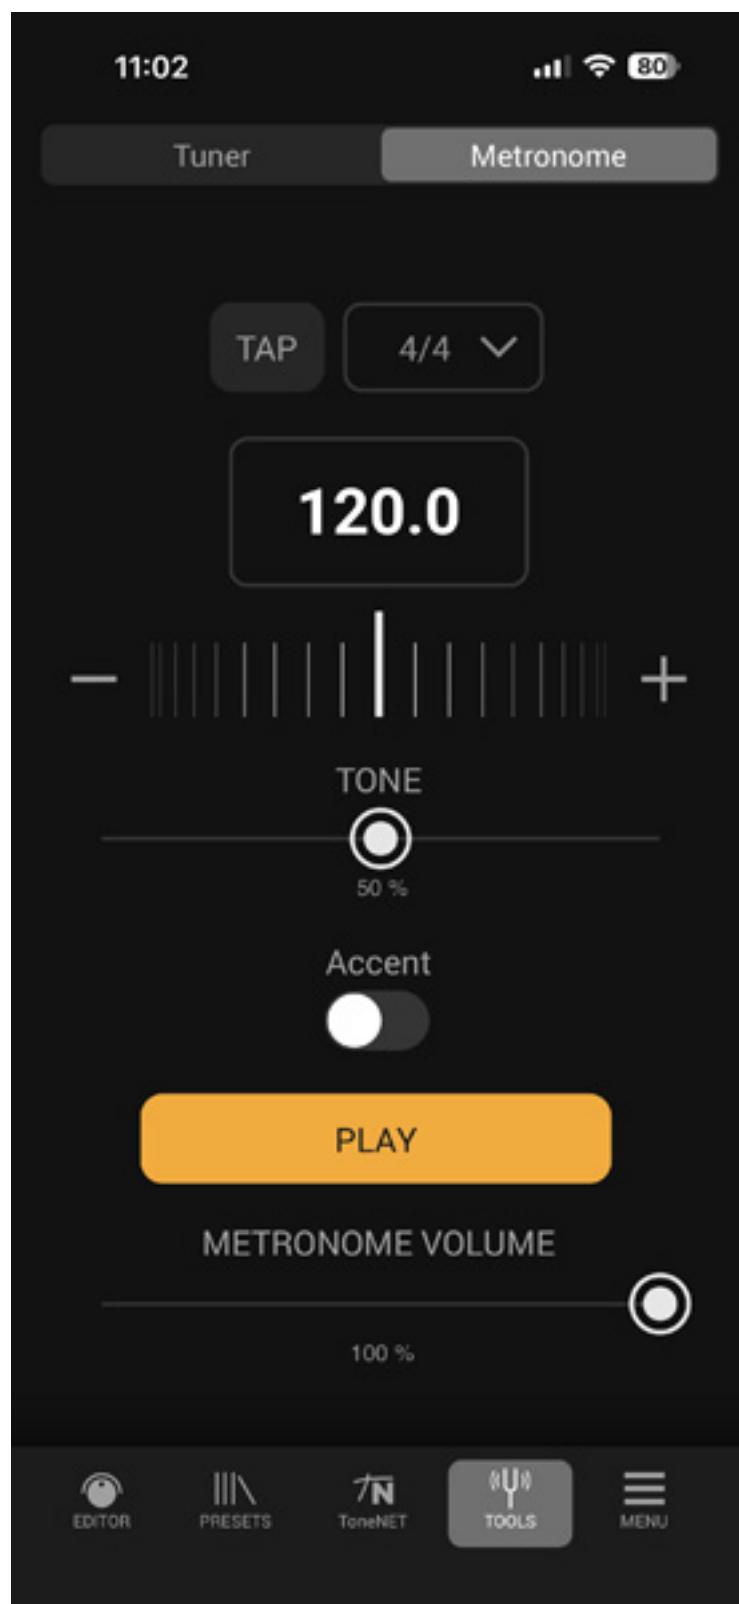 11:02 80
Tuner Metronome
TAP 4/4
120.0
TONE
50 %
Accent
PLAY
METRONOME VOLUME
100 %
EDITOR PRESETS ToneNET TOOLS MENU